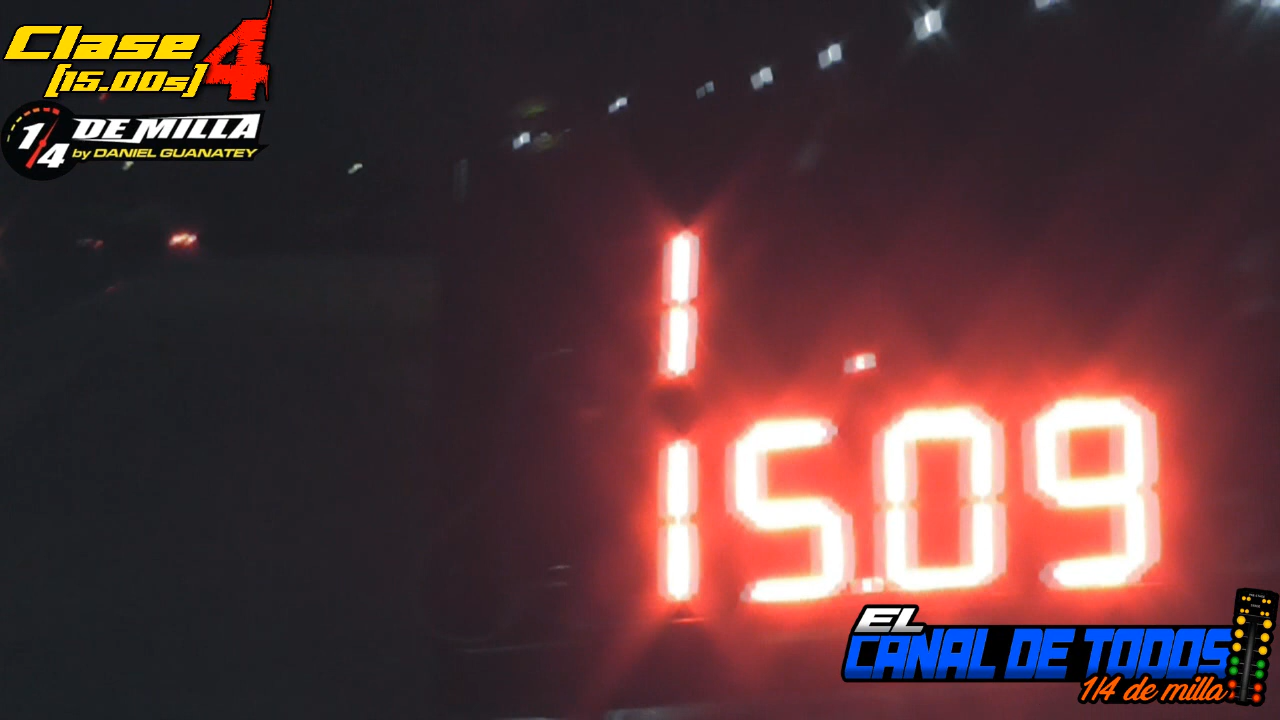 Clase 4
[15.00s]
1/4 DE MILLA
by DANIEL GUANATEY
1
15.09
EL
CANAL DE TODOS
1/4 de milla